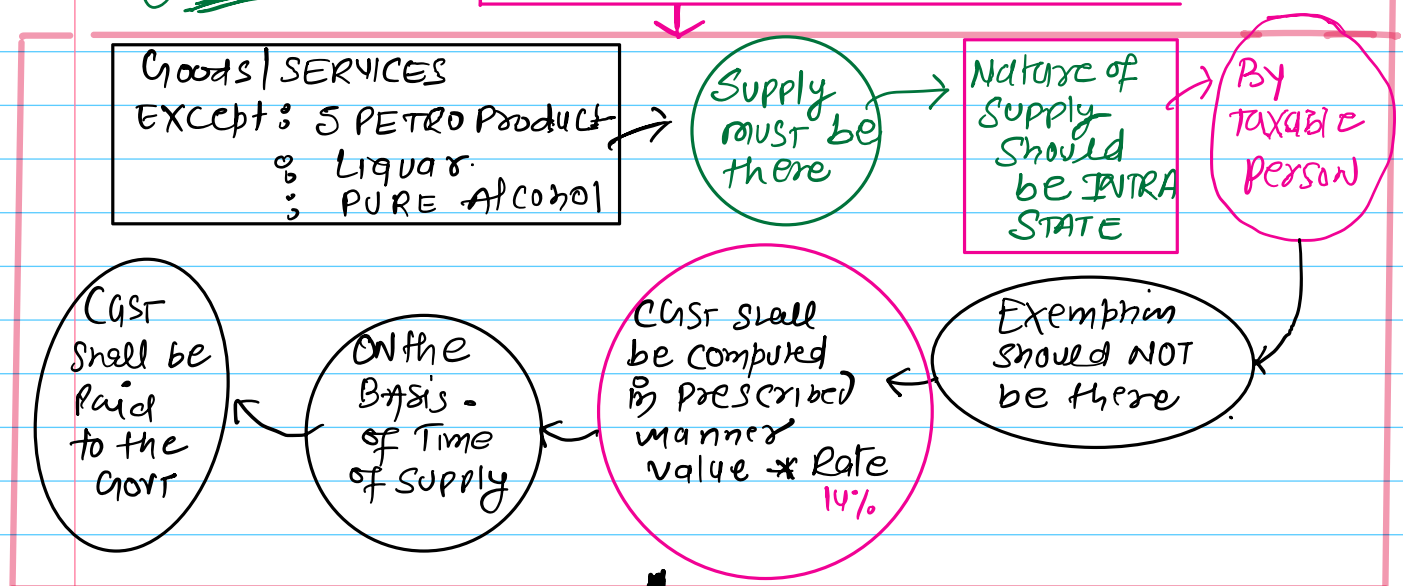 Goods | SERVICES
EXCEPT : 5 PETRO Product
: Liquar.
; PURE Alcohol
Supply
must be
there
Nature of
Supply
Should
be INTRA
STATE
By
Taxable
Person
Exemption
should NOT
be there
CGST shall
be computed
in Prescribed
manner
value * Rate
14%
ON the
BASis.
of Time
of Supply
CGST
shall be
Paid
to the
GOVT